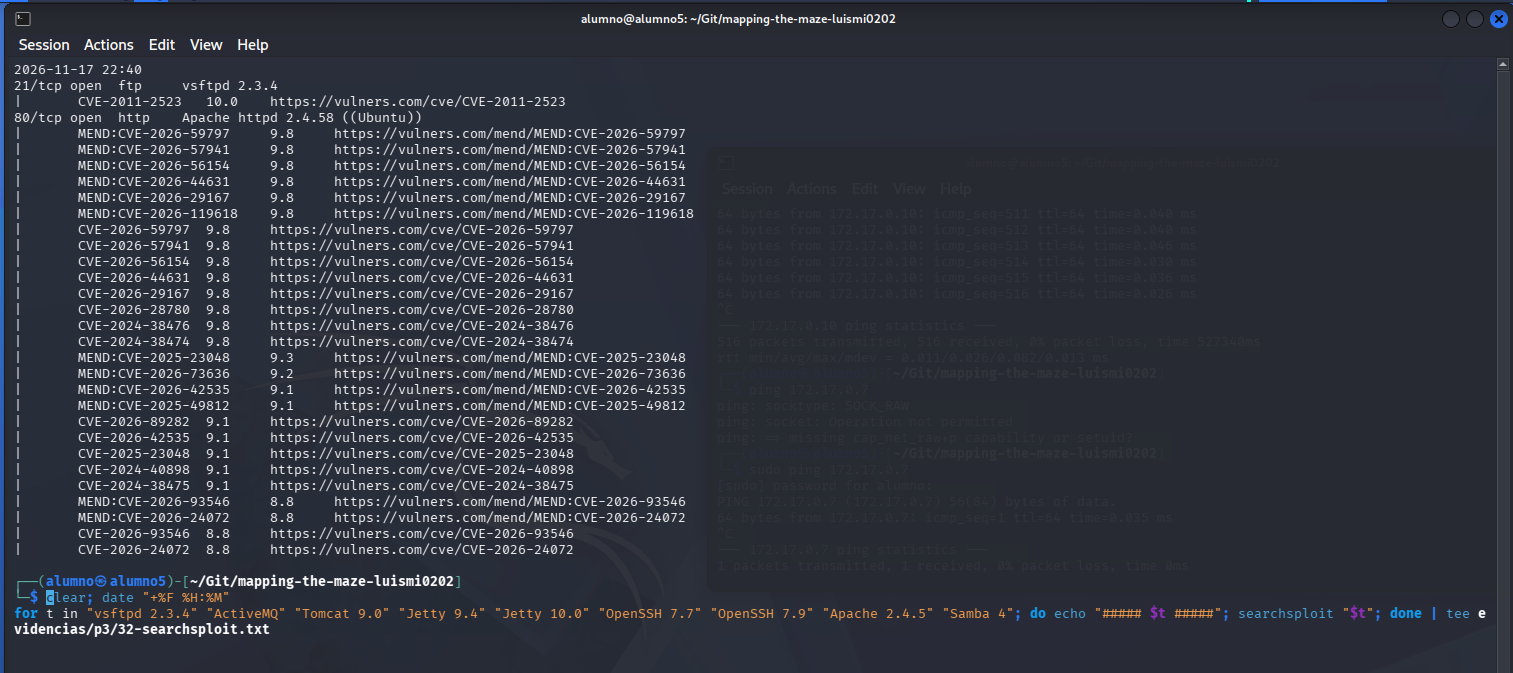 alumno@alumno5: ~/Git/mapping-the-maze-luismi0202
Session Actions Edit View Help
2026-11-17 22:40
21/tcp open  ftp     vsftpd 2.3.4
|       CVE-2011-2523   10.0    https://vulners.com/cve/CVE-2011-2523
80/tcp open  http    Apache httpd 2.4.58 ((Ubuntu))
|       MEND:CVE-2026-59797     9.8     https://vulners.com/mend/MEND:CVE-2026-59797
|       MEND:CVE-2026-57941     9.8     https://vulners.com/mend/MEND:CVE-2026-57941
|       MEND:CVE-2026-56154     9.8     https://vulners.com/mend/MEND:CVE-2026-56154
|       MEND:CVE-2026-44631     9.8     https://vulners.com/mend/MEND:CVE-2026-44631
|       MEND:CVE-2026-29167     9.8     https://vulners.com/mend/MEND:CVE-2026-29167
|       MEND:CVE-2026-119618    9.8     https://vulners.com/mend/MEND:CVE-2026-119618
|       CVE-2026-59797  9.8     https://vulners.com/cve/CVE-2026-59797
|       CVE-2026-57941  9.8     https://vulners.com/cve/CVE-2026-57941
|       CVE-2026-56154  9.8     https://vulners.com/cve/CVE-2026-56154
|       CVE-2026-44631  9.8     https://vulners.com/cve/CVE-2026-44631
|       CVE-2026-29167  9.8     https://vulners.com/cve/CVE-2026-29167
|       CVE-2026-28780  9.8     https://vulners.com/cve/CVE-2026-28780
|       CVE-2024-38476  9.8     https://vulners.com/cve/CVE-2024-38476
|       CVE-2024-38474  9.8     https://vulners.com/cve/CVE-2024-38474
|       MEND:CVE-2025-23048     9.3     https://vulners.com/mend/MEND:CVE-2025-23048
|       MEND:CVE-2026-73636     9.2     https://vulners.com/mend/MEND:CVE-2026-73636
|       MEND:CVE-2026-42535     9.1     https://vulners.com/mend/MEND:CVE-2026-42535
|       MEND:CVE-2025-49812     9.1     https://vulners.com/mend/MEND:CVE-2025-49812
|       CVE-2026-89282  9.1     https://vulners.com/cve/CVE-2026-89282
|       CVE-2026-42535  9.1     https://vulners.com/cve/CVE-2026-42535
|       CVE-2025-23048  9.1     https://vulners.com/cve/CVE-2025-23048
|       CVE-2024-40898  9.1     https://vulners.com/cve/CVE-2024-40898
|       CVE-2024-38475  9.1     https://vulners.com/cve/CVE-2024-38475
|       MEND:CVE-2026-93546     8.8     https://vulners.com/mend/MEND:CVE-2026-93546
|       MEND:CVE-2026-24072     8.8     https://vulners.com/mend/MEND:CVE-2026-24072
|       CVE-2026-93546  8.8     https://vulners.com/cve/CVE-2026-93546
|       CVE-2026-24072  8.8     https://vulners.com/cve/CVE-2026-24072
┌──(alumno㉿alumno5)-[~/Git/mapping-the-maze-luismi0202]
└─$ clear; date "+%F %H:%M"
for t in "vsftpd 2.3.4" "ActiveMQ" "Tomcat 9.0" "Jetty 9.4" "Jetty 10.0" "OpenSSH 7.7" "OpenSSH 7.9" "Apache 2.4.5" "Samba 4"; do echo "##### $t #####"; searchsploit "$t"; done | tee e
videncias/p3/32-searchsploit.txt